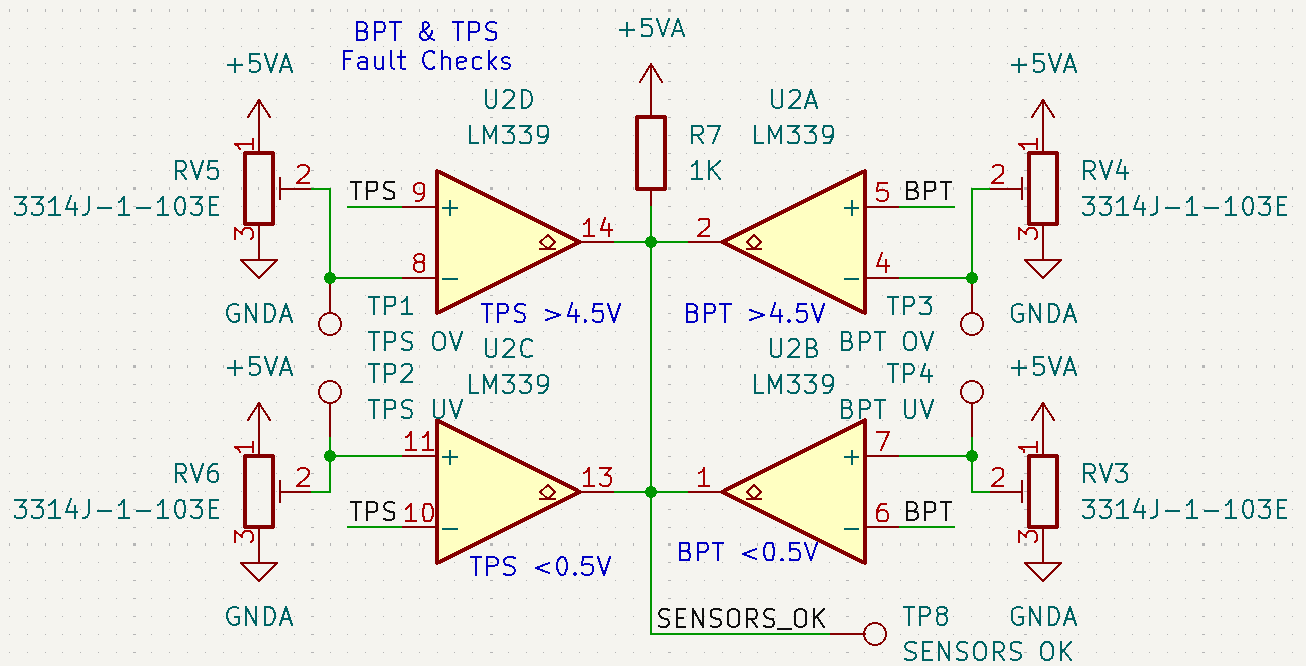 BPT & TPS
Fault Checks
+5VA
+5VA
+5VA
U2D
LM339
U2A
LM339
R7
1K
RV5
3314J-1-103E
1
2
3
TPS
9
+
8
−
14
2
5
BPT
+
4
−
RV4
3314J-1-103E
1
2
3
GNDA
TP1
TPS OV
TPS >4.5V
BPT >4.5V
TP3
BPT OV
GNDA
+5VA
TP2
TPS UV
U2C
LM339
U2B
LM339
TP4
BPT UV
+5VA
RV6
3314J-1-103E
1
2
3
11
+
TPS
10
−
13
1
7
+
6
−
BPT
RV3
3314J-1-103E
1
2
3
TPS <0.5V
BPT <0.5V
GNDA
SENSORS_OK
TP8
SENSORS OK
GNDA